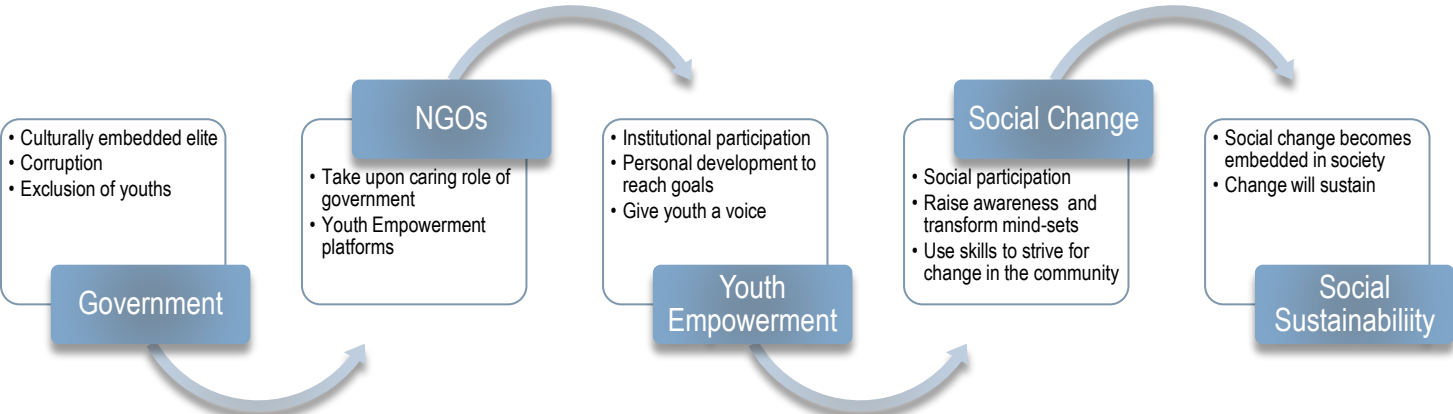 • Culturally embedded elite
• Corruption
• Exclusion of youths
Government
NGOs
• Take upon caring role of
government
• Youth Empowerment
platforms
• Institutional participation
• Personal development to
reach goals
• Give youth a voice
Youth
Empowerment
Social Change
• Social participation
• Raise awareness and
transform mind-sets
• Use skills to strive for
change in the community
• Social change becomes
embedded in society
• Change will sustain
Social
Sustainabiliity